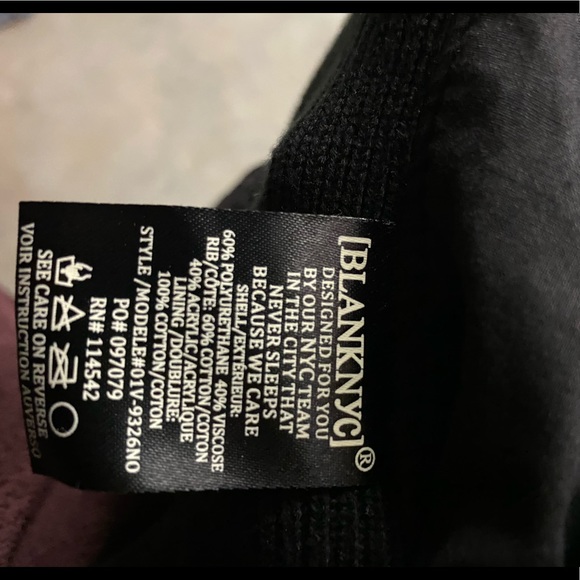 [BLANKNYC]®
DESIGNED FOR YOU
BY OUR NYC TEAM
IN THE CITY THAT
NEVER SLEEPS
BECAUSE WE CARE
SHELL/EXTÉRIEUR:
60% POLYURETHANE 40% VISCOSE
RIB/CÔTE: 60% COTTON/COTON
40% ACRYLIC/ACRYLIQUE
LINING /DOUBLURE:
100% COTTON/COTON
STYLE /MODELE#01V-9326NO
PO# 097079
RN# 114542
SEE CARE ON REVERSE
VOIR INSTRUCTION AUVERSO